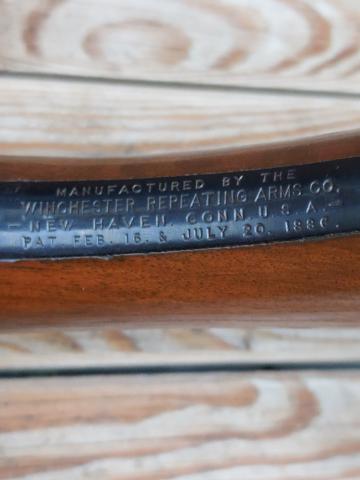 MANUFACTURED BY THE
WINCHESTER REPEATING ARMS CO.
- NEW HAVEN CONN. U. S. A. -
PAT FEB. 16. & JULY 20. 1886.